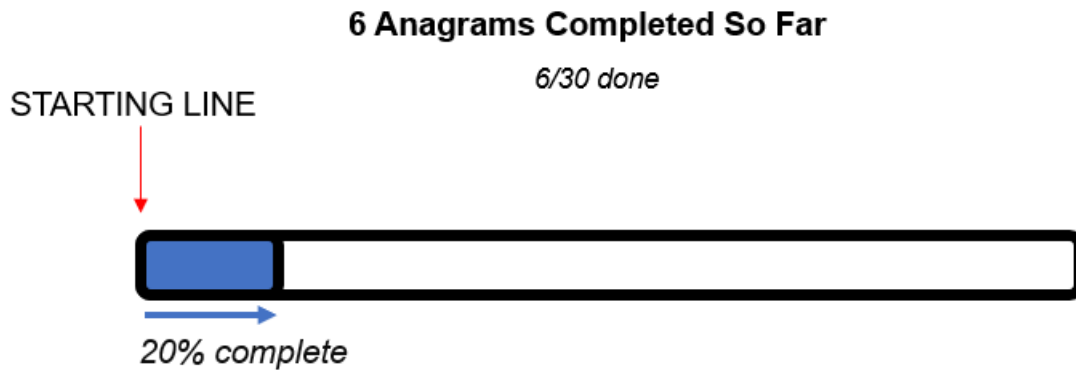 6 Anagrams Completed So Far
6/30 done
STARTING LINE
20% complete